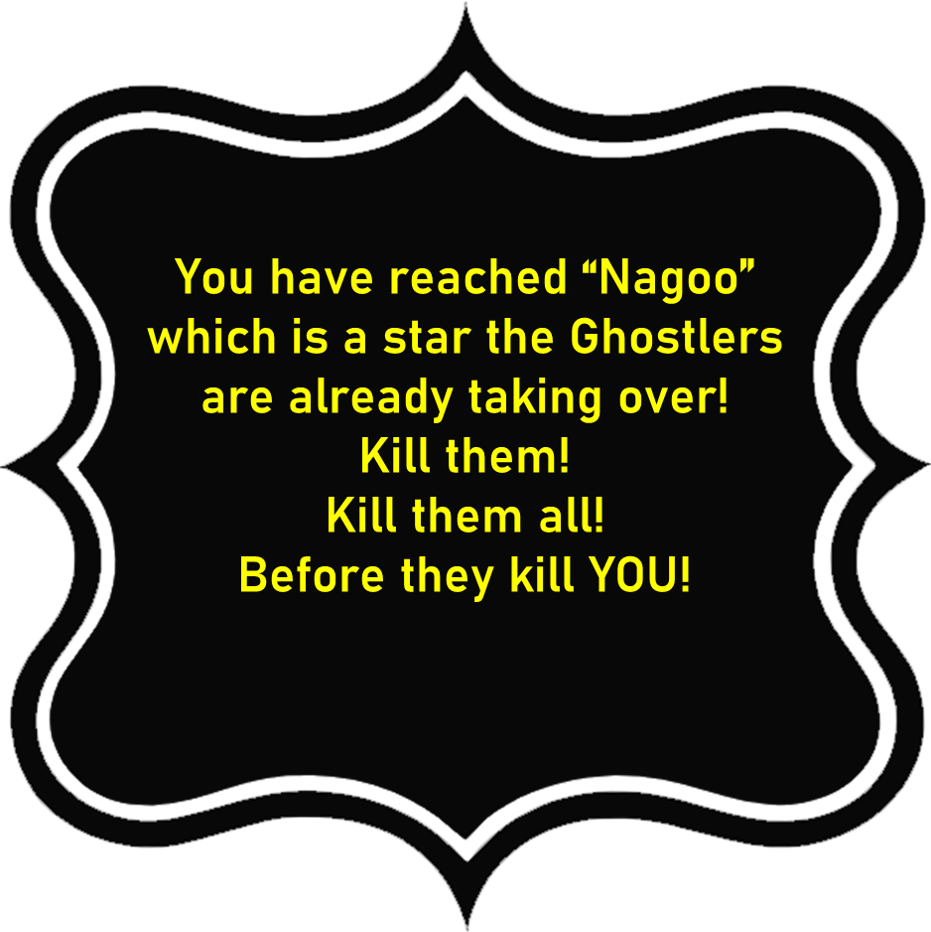 You have reached “Nagoo”
which is a star the Ghostlers
are already taking over!
Kill them!
Kill them all!
Before they kill YOU!